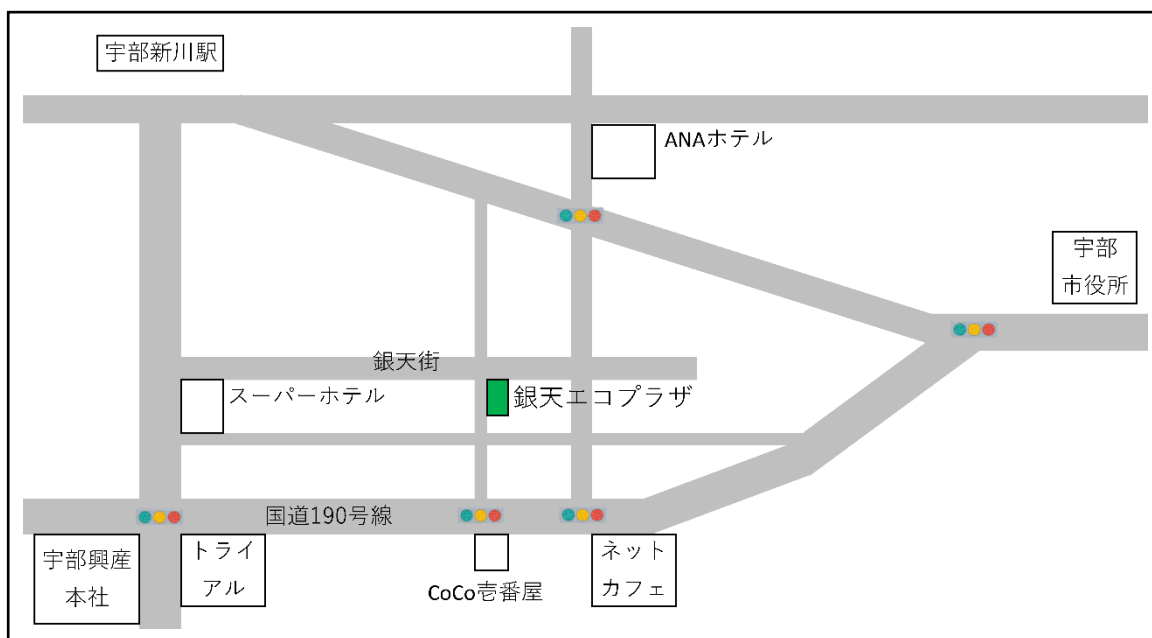 宇部新川駅
ANAホテル
宇部
市役所
銀天街
スーパーホテル
銀天エコプラザ
国道190号線
宇部興産
本社
トライ
アル
CoCo壱番屋
ネット
カフェ